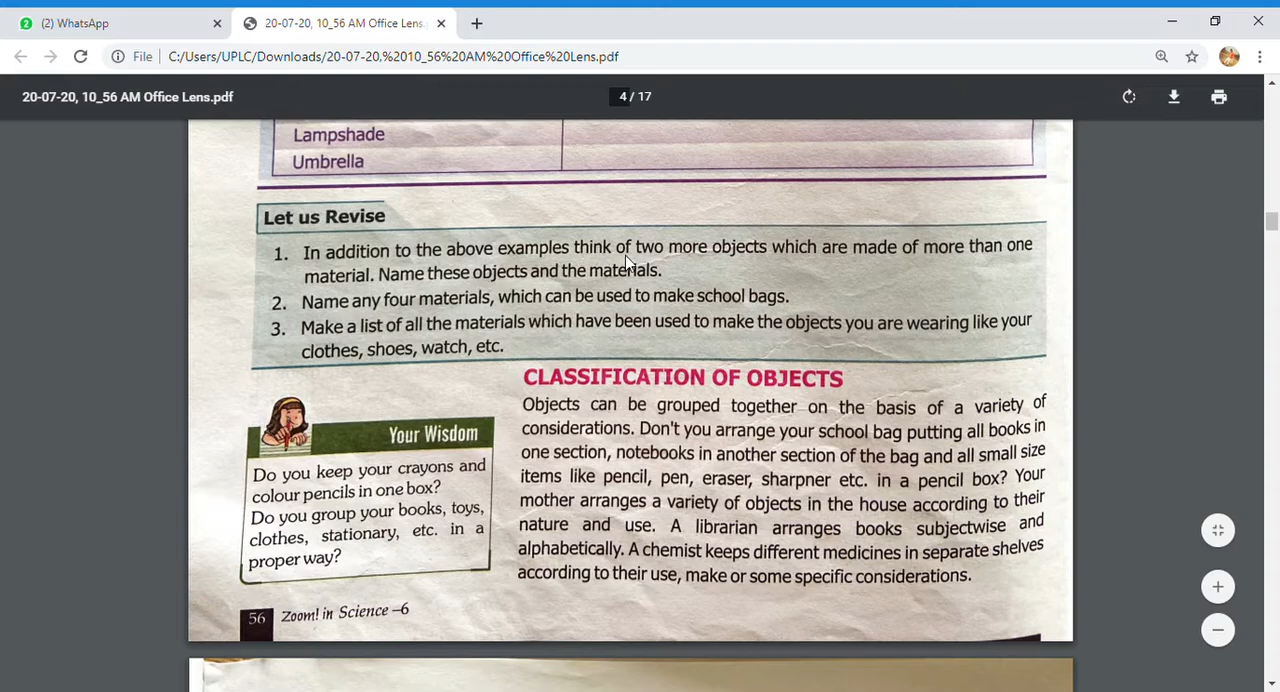 2
(2) WhatsApp
20-07-20, 10_56 AM Office Lens.
File
C:/Users/UPLC/Downloads/20-07-20,%2010_56%20AM%20Office%20Lens.pdf
20-07-20, 10_56 AM Office Lens.pdf
4 / 17
Lampshade
Umbrella
Let us Revise
1. In addition to the above examples think of two more objects which are made of more than one
material. Name these objects and the materials.
2. Name any four materials, which can be used to make school bags.
3. Make a list of all the materials which have been used to make the objects you are wearing like your
clothes, shoes, watch, etc.
Your Wisdom
Do you keep your crayons and
colour pencils in one box?
Do you group your books, toys,
clothes, stationary, etc. in a
proper way?
CLASSIFICATION OF OBJECTS
Objects can be grouped together on the basis of a variety of
considerations. Don't you arrange your school bag putting all books in
one section, notebooks in another section of the bag and all small size
items like pencil, pen, eraser, sharpner etc. in a pencil box? Your
mother arranges a variety of objects in the house according to their
nature and use. A librarian arranges books subjectwise and
alphabetically. A chemist keeps different medicines in separate shelves
according to their use, make or some specific considerations.
56 Zoom! in Science –6